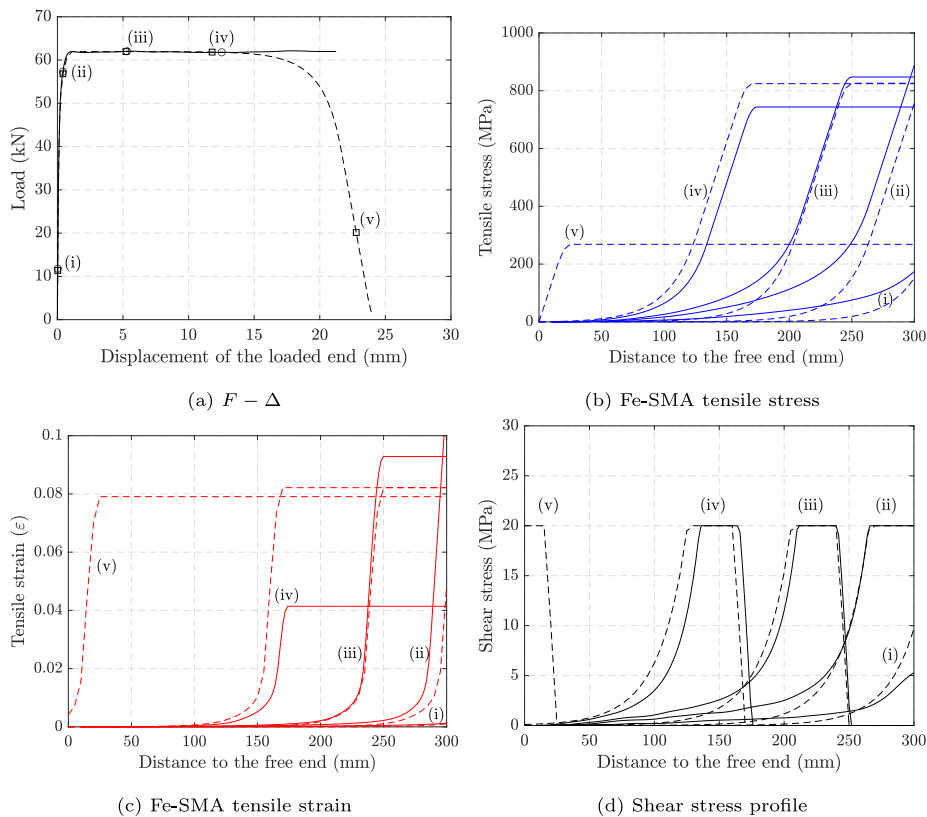 70
60
50
40
30
20
10
0
Load (kN)
(i)
(ii)
(iii)
(iv)
(v)
0 5 10 15 20 25 30
Displacement of the loaded end (mm)
(a) F − Δ
1000
800
600
400
200
0
Tensile stress (MPa)
(v)
(iv)
(iii)
(ii)
(i)
0 50 100 150 200 250 300
Distance to the free end (mm)
(b) Fe-SMA tensile stress
0.1
0.08
0.06
0.04
0.02
0
Tensile strain (ε)
(v)
(iv)
(iii)
(ii)
(i)
0 50 100 150 200 250 300
Distance to the free end (mm)
(c) Fe-SMA tensile strain
30
25
20
15
10
5
0
Shear stress (MPa)
(v)
(iv)
(iii)
(ii)
(i)
0 50 100 150 200 250 300
Distance to the free end (mm)
(d) Shear stress profile